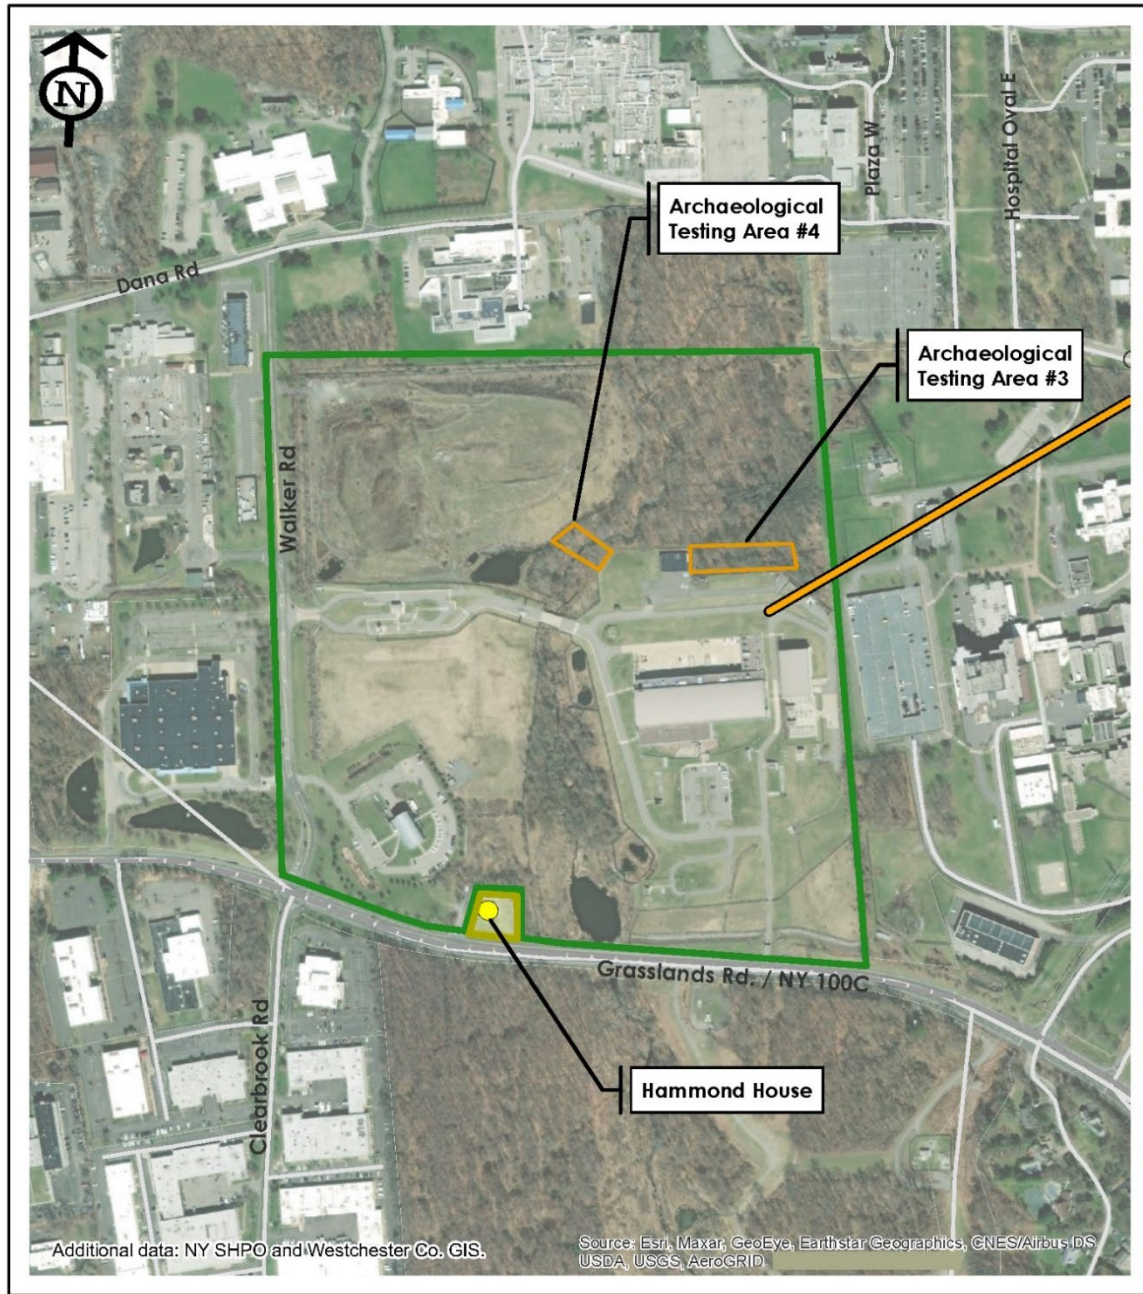 N
Plaza W
Hospital Oval E
Archaeological
Testing Area #4
Dana Rd
Archaeological
Testing Area #3
Walker Rd
Grasslands Rd. / NY 100C
Clearbrook Rd
Hammond House
Additional data: NY SHPO and Westchester Co. GIS.
Source: Esri, Maxar, GeoEye, Earthstar Geographics, CNES/Airbus DS
USDA, USGS, AeroGRID